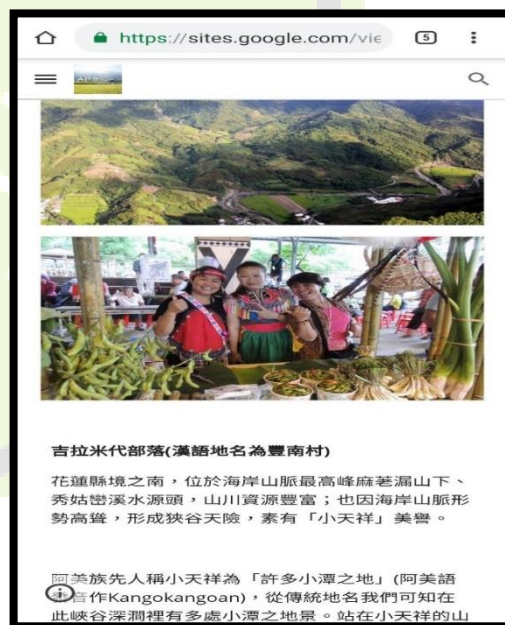 https://sites.google.com/vie
5
吉拉米代部落(漢語地名為豐南村)
花蓮縣境之南，位於海岸山脈最高峰麻荖漏山下、
秀姑巒溪水源頭，山川資源豐富；也因海岸山脈形
勢高聳，形成狹谷天險，素有「小天祥」美譽。
阿美族先人稱小天祥為「許多小潭之地」(阿美語
音作Kangokangoan)，從傳統地名我們可知在
此峽谷深澗裡有多處小潭之地景。站在小天祥的山